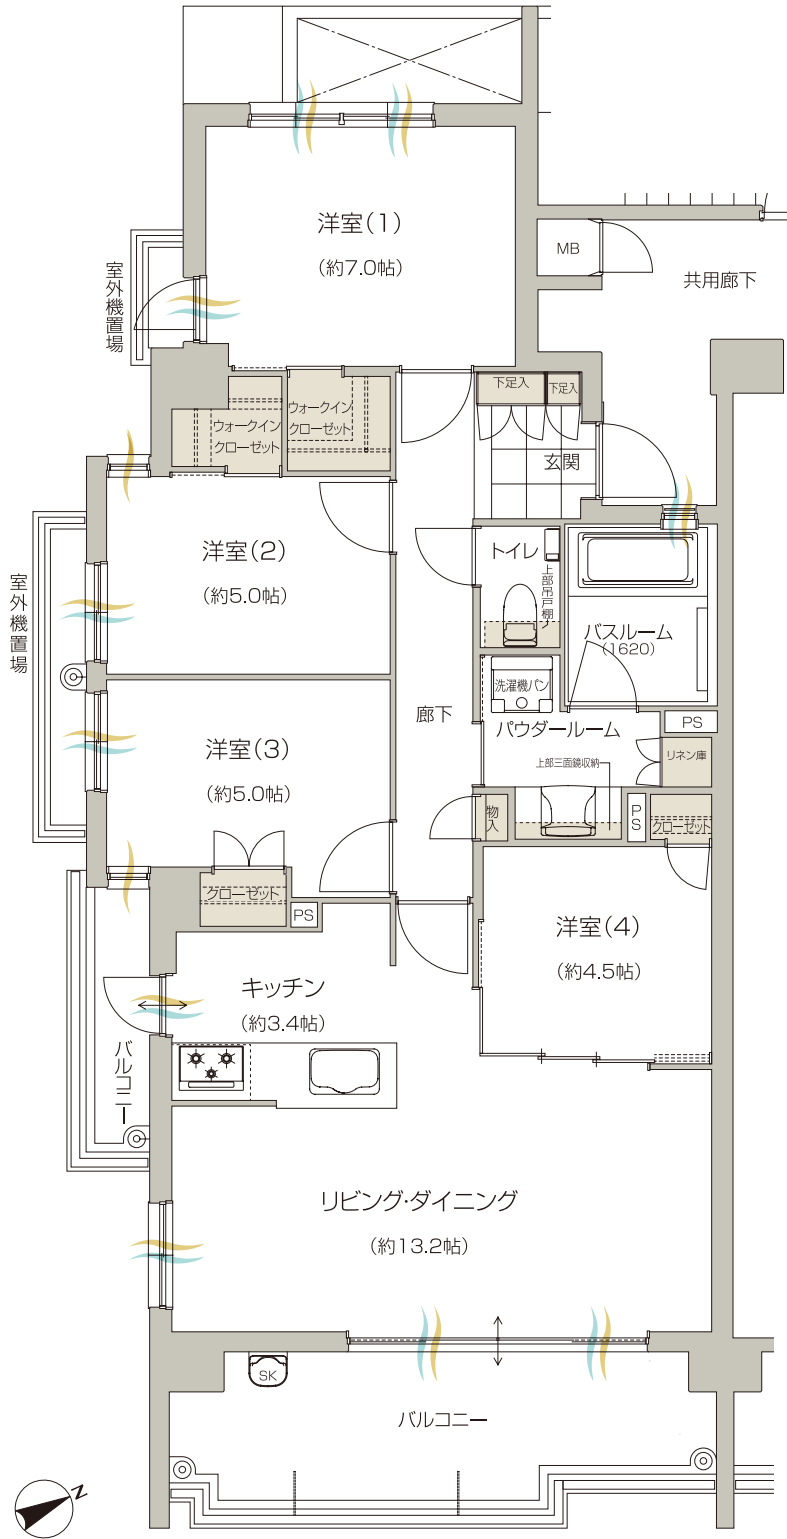 洋室(1)
(約7.0帖)
MB
共用廊下
室外機置場
下足入
下足入
ウォークイン
クローゼット
ウォークイン
クローゼット
玄関
洋室(2)
(約5.0帖)
トイレ
上部吊戸棚
バスルーム
(1620)
室外機置場
洗濯機パン
廊下
パウダールーム
PS
洋室(3)
(約5.0帖)
上部三面鏡収納
リネン庫
物入
PS
クローゼット
クローゼット
PS
洋室(4)
(約4.5帖)
キッチン
(約3.4帖)
バルコニー
リビング・ダイニング
(約13.2帖)
SK
バルコニー
N